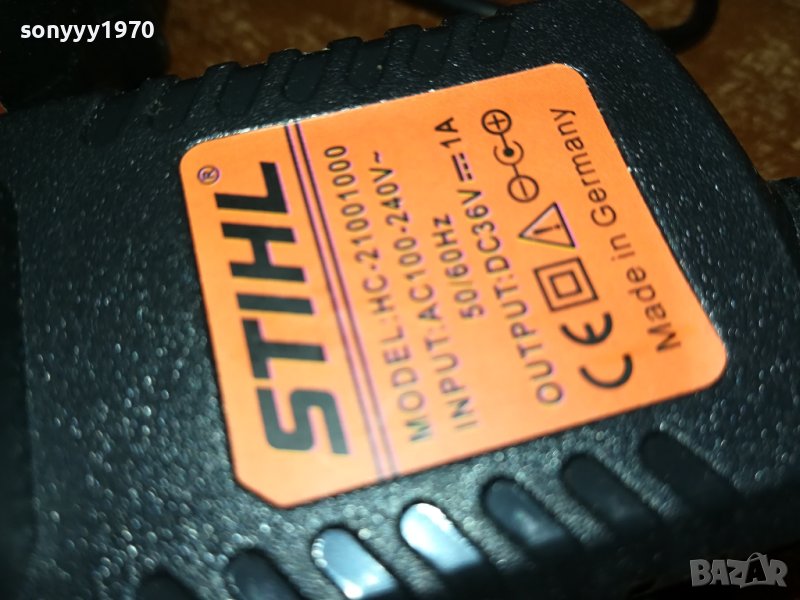 sonyyy1970
STIHL®
MODEL:HC-21001000
INPUT:AC100-240V~
50/60Hz
OUTPUT:DC36V⎓1A
CE
Made in Germany
BAZAR